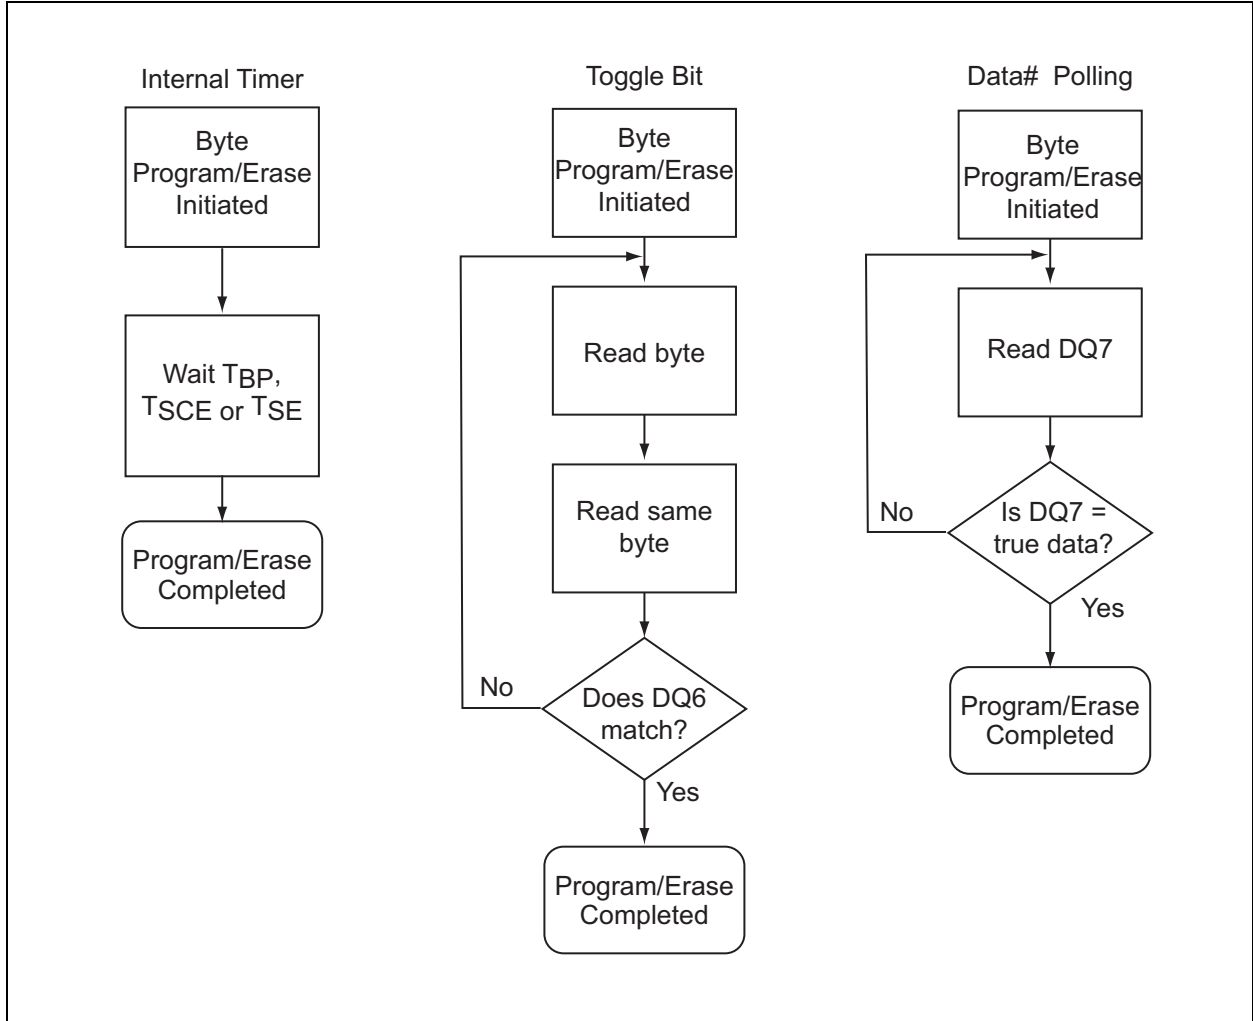 Internal Timer
Byte
Program/Erase
Initiated
Wait TBP,
TSCE or TSE
Program/Erase
Completed
Toggle Bit
Byte
Program/Erase
Initiated
Read byte
Read same
byte
Does DQ6
match?
No
Yes
Program/Erase
Completed
Data# Polling
Byte
Program/Erase
Initiated
Read DQ7
Is DQ7 =
true data?
No
Yes
Program/Erase
Completed